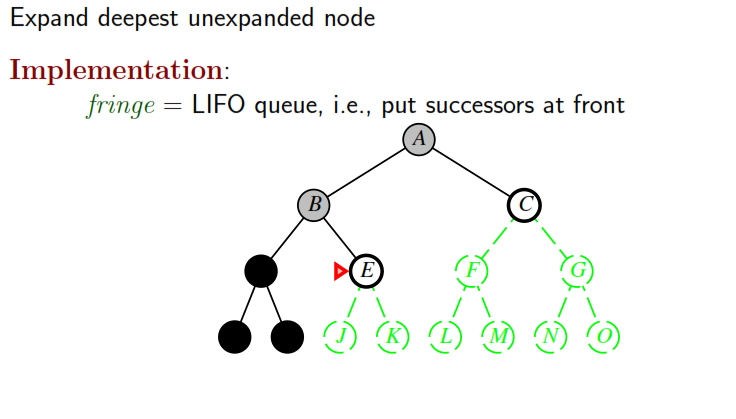 Expand deepest unexpanded node
Implementation:
fringe = LIFO queue, i.e., put successors at front
A
B C
E F G
J K L M N O